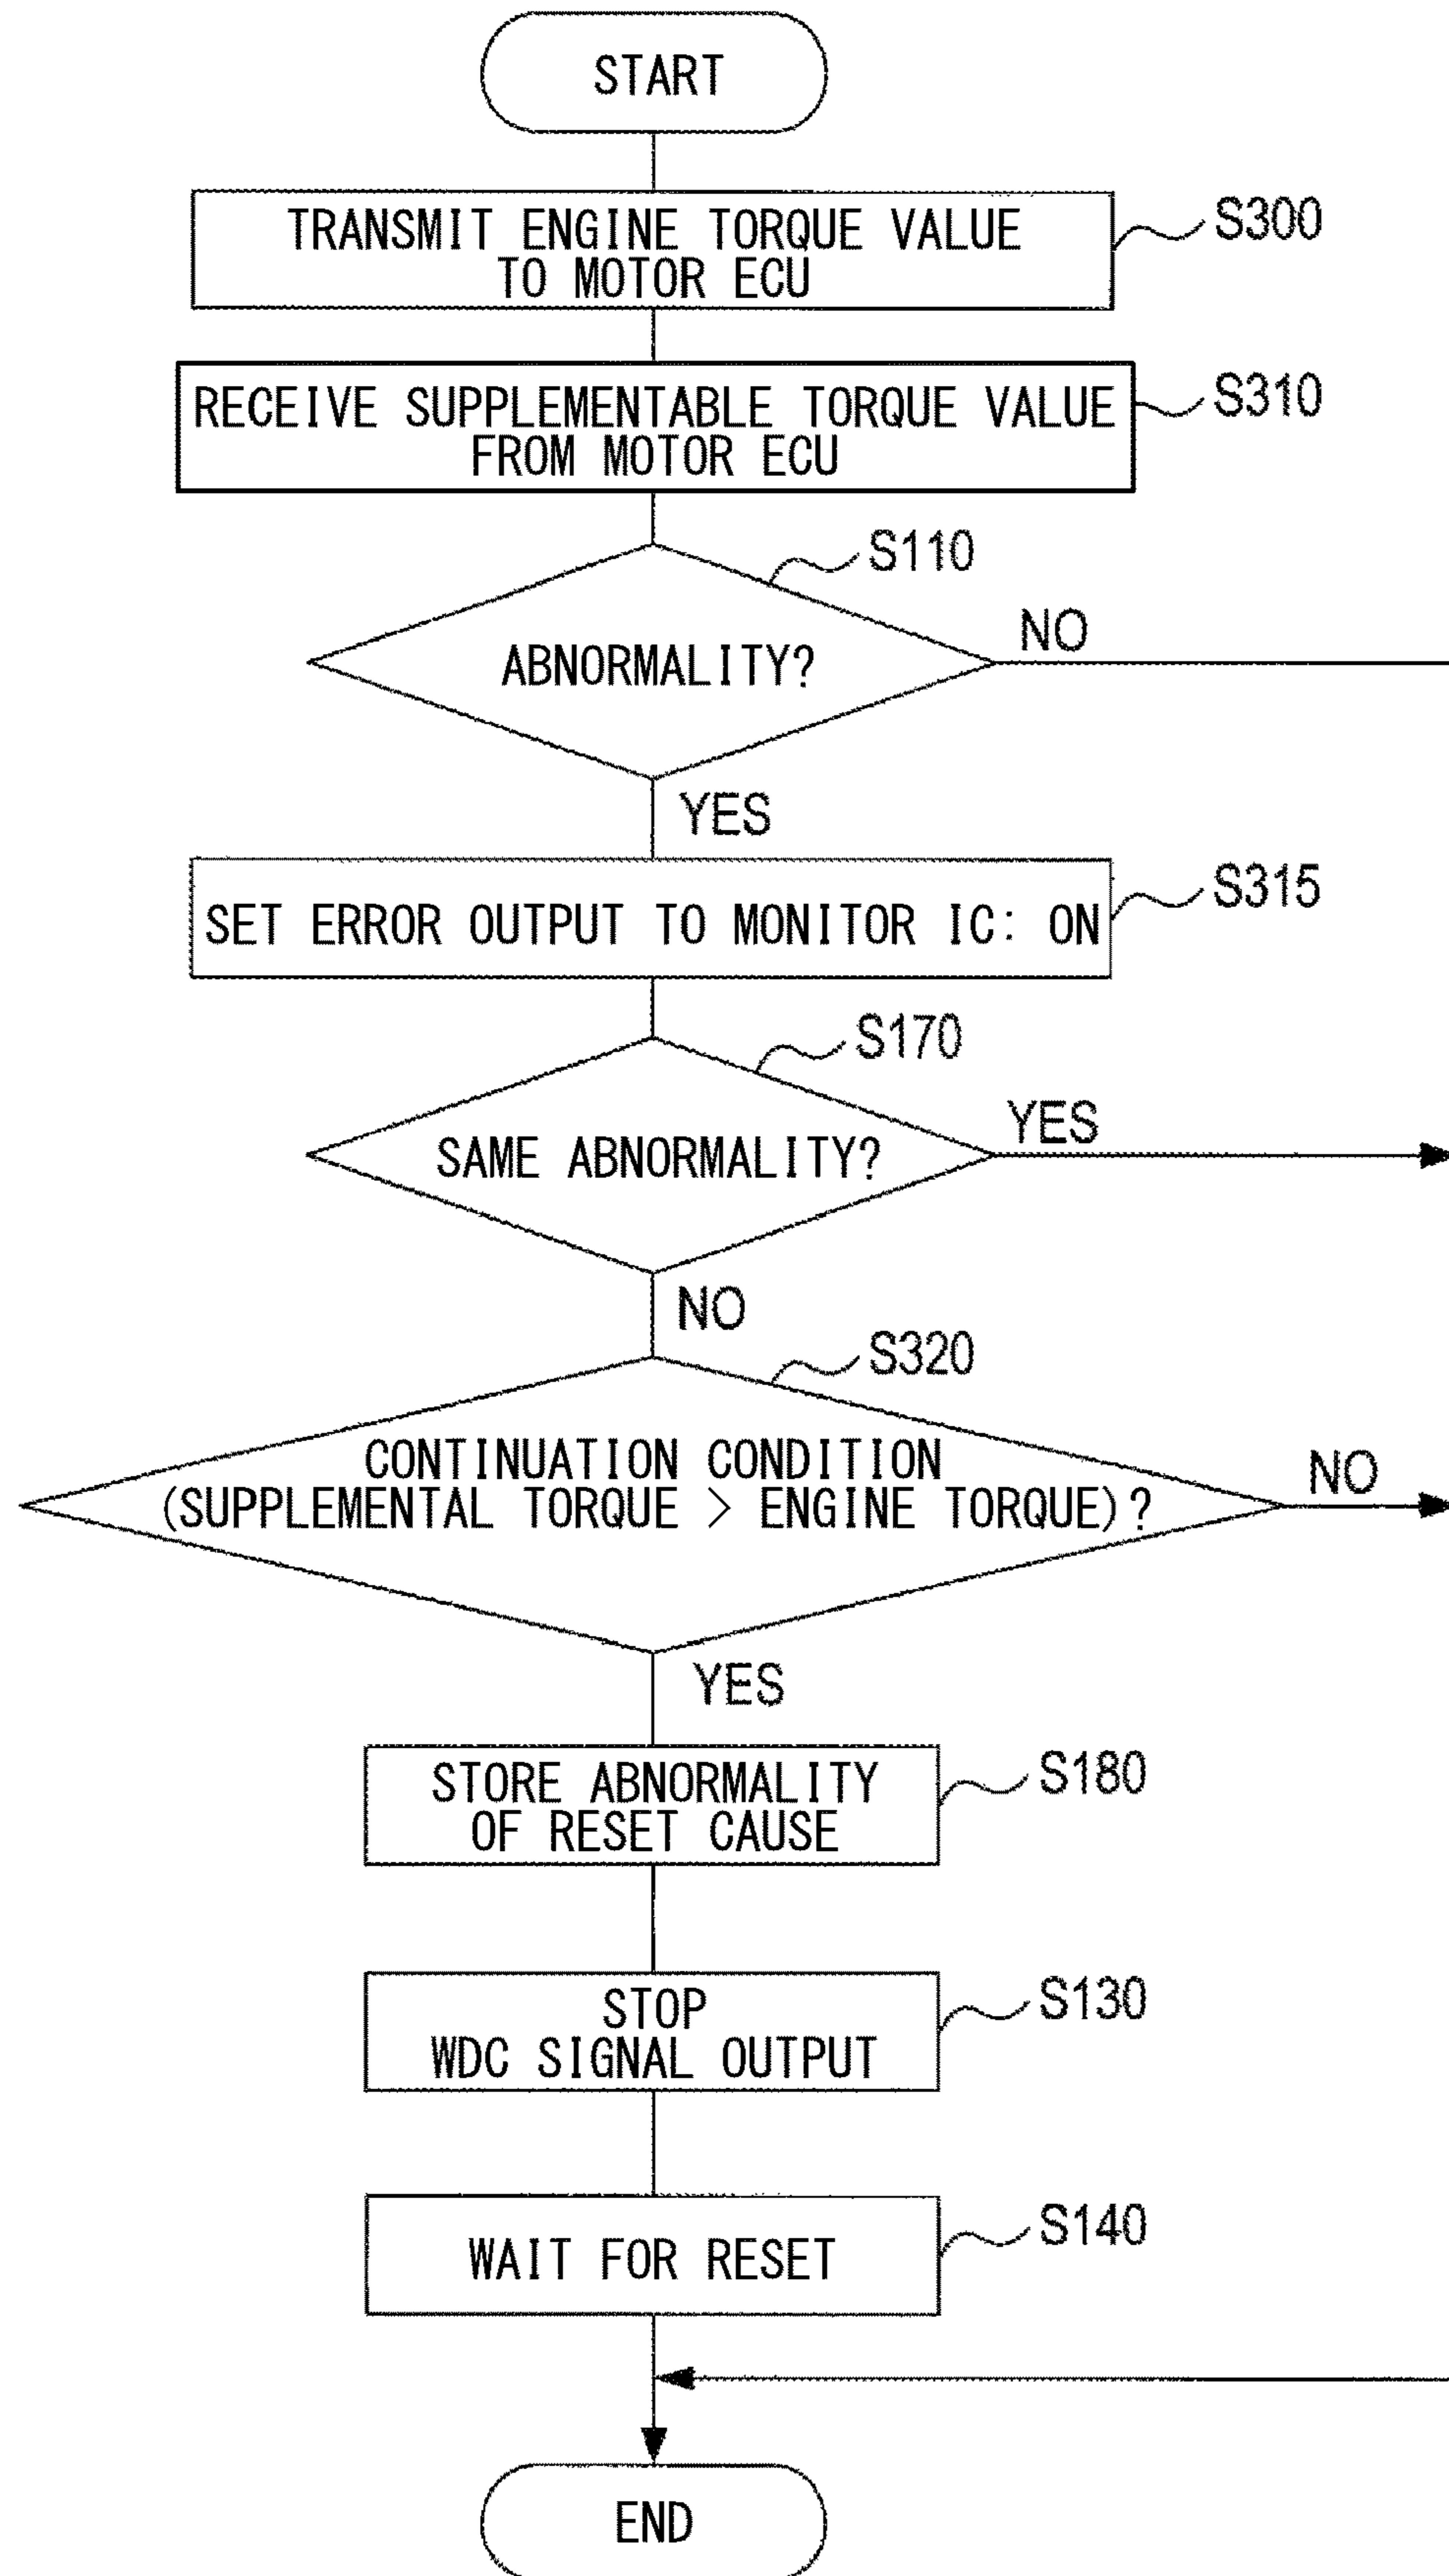 START
TRANSMIT ENGINE TORQUE VALUE
TO MOTOR ECU
S300
RECEIVE SUPPLEMENTABLE TORQUE VALUE
FROM MOTOR ECU
S310
S110
ABNORMALITY?
NO
YES
SET ERROR OUTPUT TO MONITOR IC: ON
S315
S170
SAME ABNORMALITY?
YES
NO
S320
CONTINUATION CONDITION
(SUPPLEMENTAL TORQUE > ENGINE TORQUE)?
NO
YES
STORE ABNORMALITY
OF RESET CAUSE
S180
STOP
WDC SIGNAL OUTPUT
S130
WAIT FOR RESET
S140
END